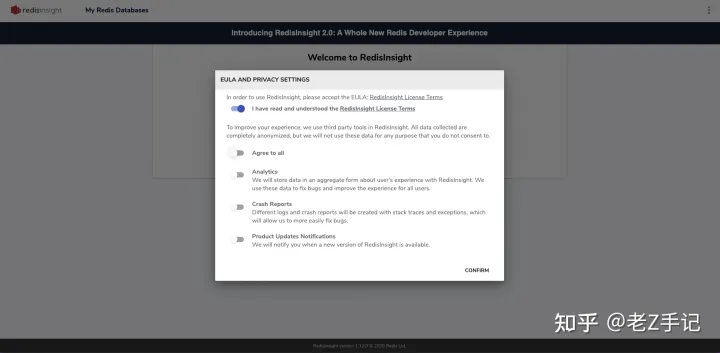 redisinsight
My Redis Databases
Introducing RedisInsight 2.0: A Whole New Redis Developer Experience
Welcome to RedisInsight
EULA AND PRIVACY SETTINGS
In order to use RedisInsight, please accept the EULA: RedisInsight License Terms
I have read and understood the RedisInsight License Terms
To improve your experience, we use third party tools in RedisInsight. All data collected are
completely anonymized, but we will not use these data for any purpose that you do not consent to.
Agree to all
Analytics
We will store data in an aggregate form about user's experience with RedisInsight. We
use these data to fix bugs and improve the experience for all users.
Crash Reports
Different logs and crash reports will be created with stack traces and exceptions, which
will allow us to more easily fix bugs.
Product Updates Notifications
We will notify you when a new version of RedisInsight is available.
CONFIRM
知乎 @老Z手记